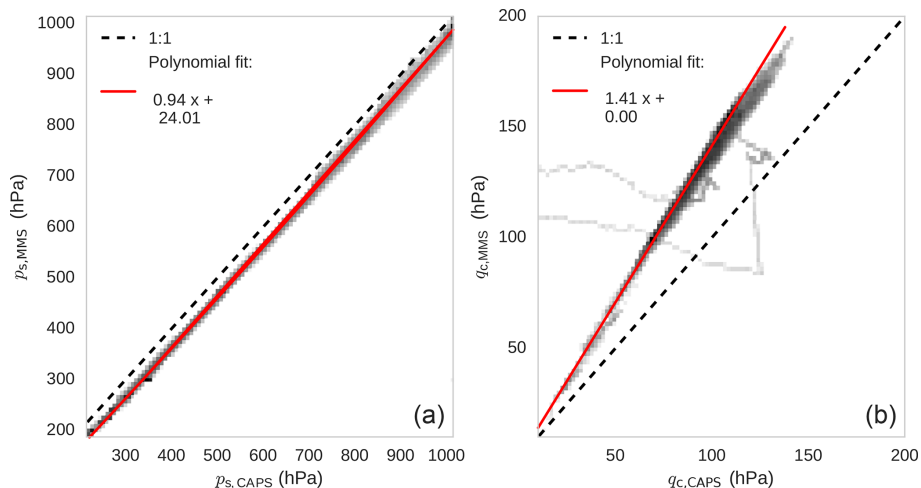 1000
900
800
700
600
500
400
300
200
p_s,MMS (hPa)
1:1
Polynomial fit:
0.94 x +
24.01
(a)
300 400 500 600 700 800 900 1000
p_s,CAPS (hPa)
200
150
100
50
q_c,MMS (hPa)
1:1
Polynomial fit:
1.41 x +
0.00
(b)
50 100 150 200
q_c,CAPS (hPa)